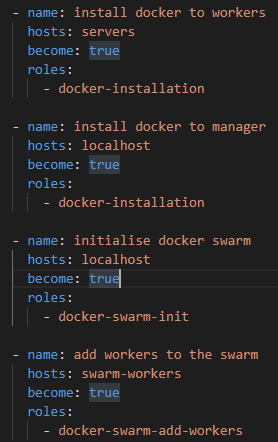 - name: install docker to workers
  hosts: servers
  become: true
  roles:
    - docker-installation

- name: install docker to manager
  hosts: localhost
  become: true
  roles:
    - docker-installation

- name: initialise docker swarm
  hosts: localhost
  become: true
  roles:
    - docker-swarm-init

- name: add workers to the swarm
  hosts: swarm-workers
  become: true
  roles:
    - docker-swarm-add-workers